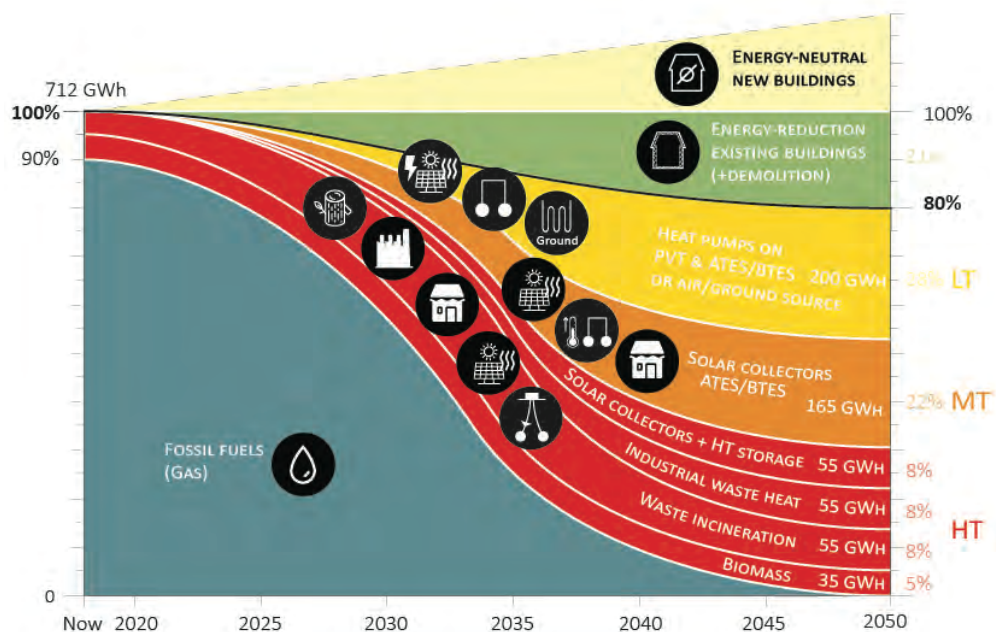 712 GWh
100%
90%
0
ENERGY-NEUTRAL
NEW BUILDINGS
ENERGY-REDUCTION
EXISTING BUILDINGS
(+DEMOLITION)
HEAT PUMPS ON
PVT & ATES/BTES 200 GWH
OR AIR/GROUND SOURCE
SOLAR COLLECTORS
ATES/BTES
165 GWH
SOLAR COLLECTORS + HT STORAGE 55 GWH
INDUSTRIAL WASTE HEAT 55 GWH
WASTE INCINERATION 55 GWH
BIOMASS 35 GWH
FOSSIL FUELS
(GAS)
Ground
100%
80%
28% LT
22% MT
8%
8%
HT
8%
5%
Now 2020 2025 2030 2035 2040 2045 2050